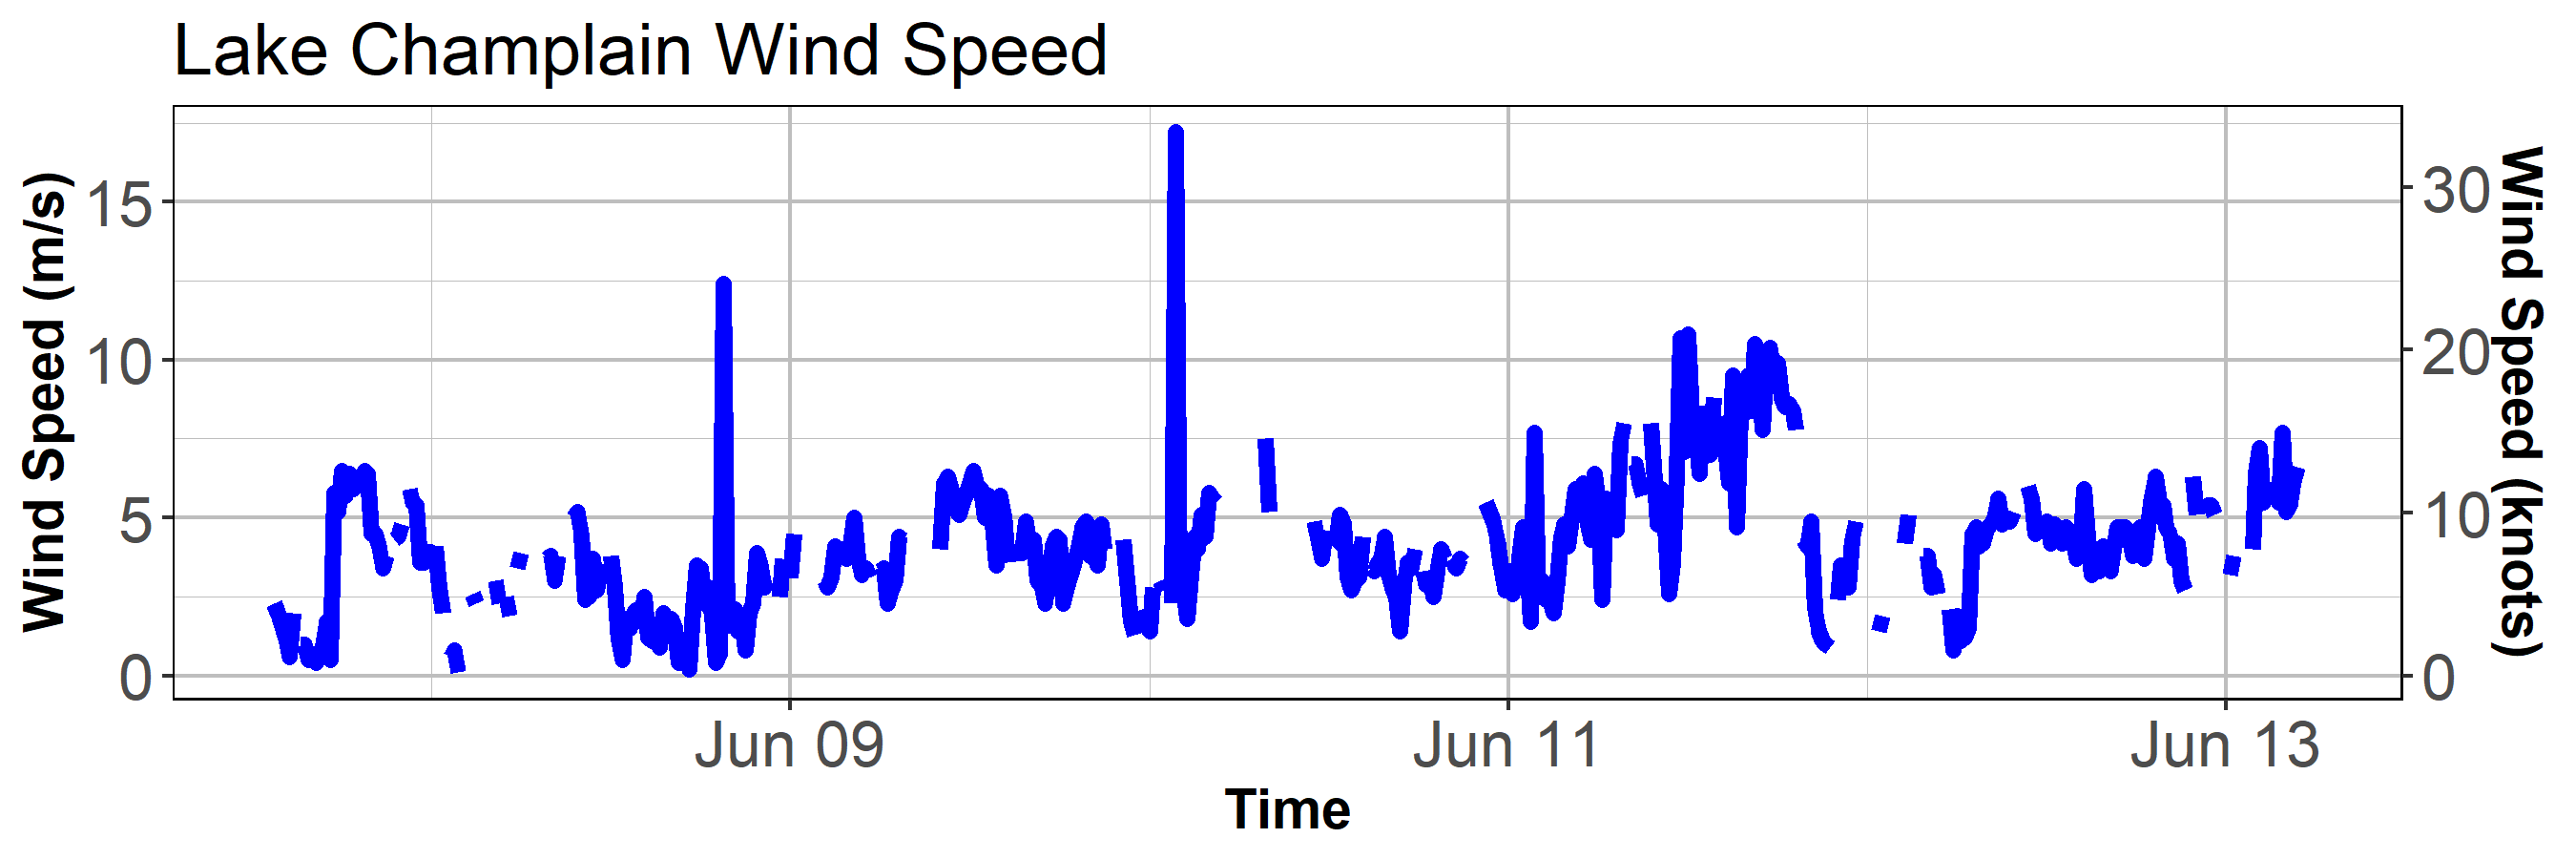 Lake Champlain Wind Speed
Wind Speed (m/s)
15
10
5
0
30
20
10
0
Wind Speed (knots)
Jun 09
Jun 11
Jun 13
Time